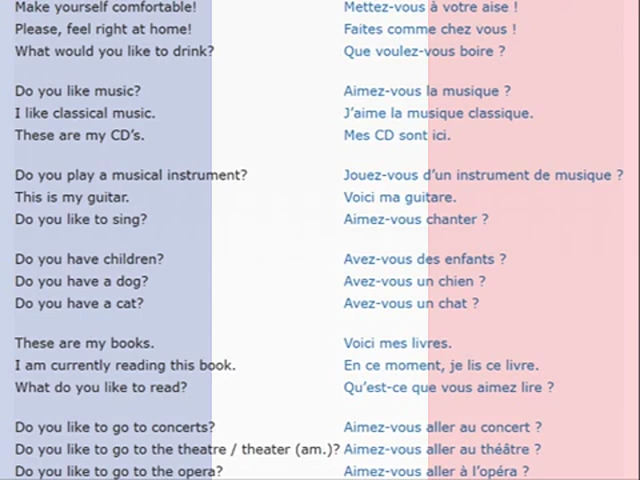 Make yourself comfortable! Mettez-vous à votre aise !
Please, feel right at home! Faites comme chez vous !
What would you like to drink? Que voulez-vous boire ?
Do you like music? Aimez-vous la musique ?
I like classical music. J'aime la musique classique.
These are my CD's. Mes CD sont ici.
Do you play a musical instrument? Jouez-vous d'un instrument de musique ?
This is my guitar. Voici ma guitare.
Do you like to sing? Aimez-vous chanter ?
Do you have children? Avez-vous des enfants ?
Do you have a dog? Avez-vous un chien ?
Do you have a cat? Avez-vous un chat ?
These are my books. Voici mes livres.
I am currently reading this book. En ce moment, je lis ce livre.
What do you like to read? Qu'est-ce que vous aimez lire ?
Do you like to go to concerts? Aimez-vous aller au concert ?
Do you like to go to the theatre / theater (am.)? Aimez-vous aller au théâtre ?
Do you like to go to the opera? Aimez-vous aller à l'opéra ?